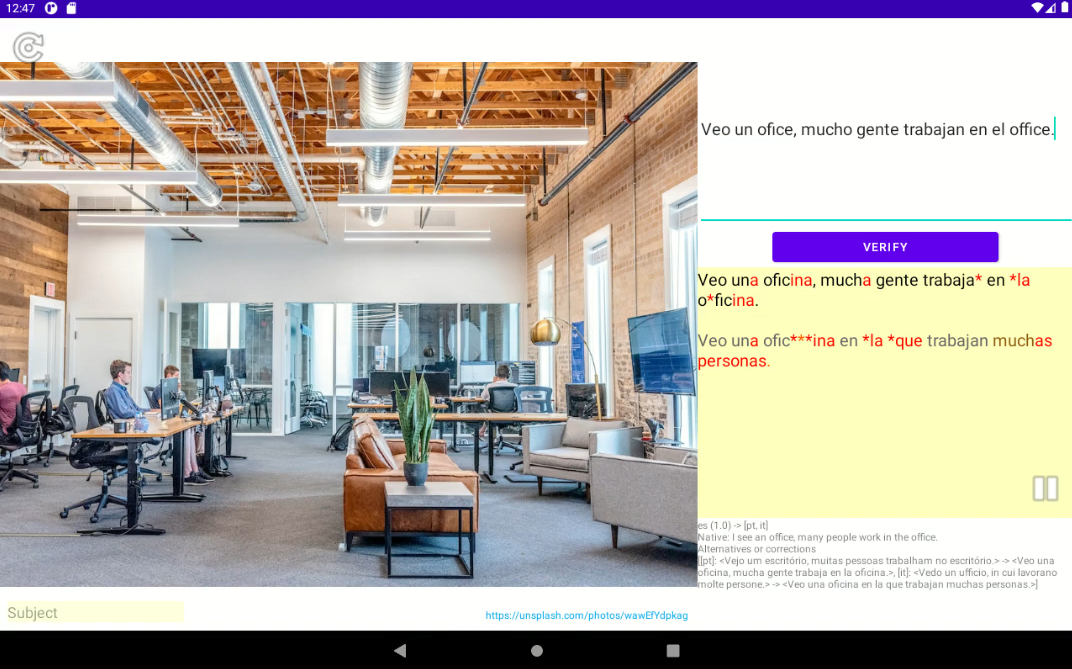 12:47
Veo un ofice, mucho gente trabajan en el office.
VERIFY
Veo una oficina, mucha gente trabaja* en *la
o*ficina.
Veo una ofic***ina en *la *que trabajan muchas
personas.
es (1.0) -> [pt, it]
Native: I see an office, many people work in the office.
Alternatives or corrections
[[pt]: <Vejo um escritório, muitas pessoas trabalham no escritório.> -> <Veo una
oficina, mucha gente trabaja en la oficina.>, [it]: <Vedo un ufficio, in cui lavorano
molte persone.> -> <Veo una oficina en la que trabajan muchas personas.>]
Subject
https://unsplash.com/photos/wawEfYdpkag